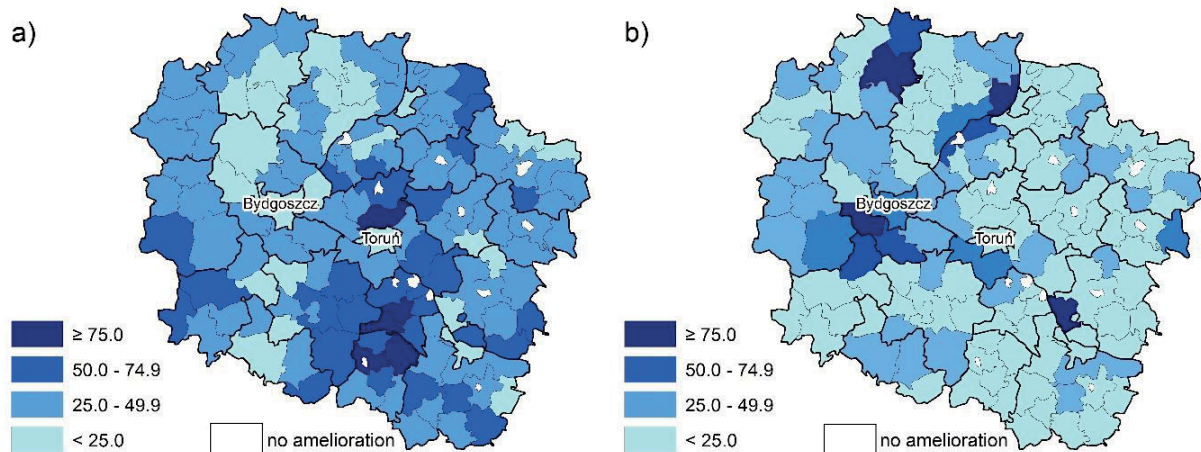 a)
Bydgoszcz
Toruń
≥ 75.0
50.0 - 74.9
25.0 - 49.9
< 25.0
no amelioration
b)
Bydgoszcz
Toruń
≥ 75.0
50.0 - 74.9
25.0 - 49.9
< 25.0
no amelioration